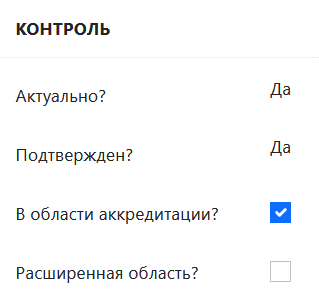 КОНТРОЛЬ
Актуально? Да
Подтвержден? Да
В области аккредитации?
Расширенная область?